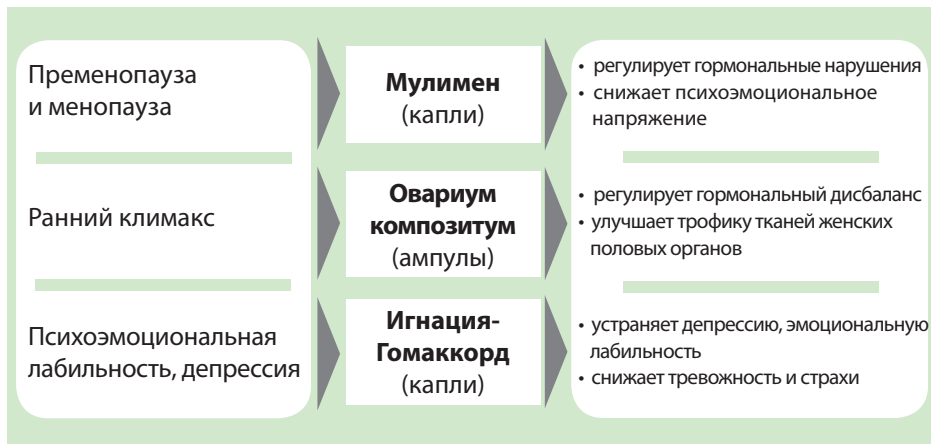 Пременопауза
и менопауза
Мулимен
(капли)
• регулирует гормональные нарушения
• снижает психоэмоциональное
напряжение
Ранний климакс
Овариум
композитум
(ампулы)
• регулирует гормональный дисбаланс
• улучшает трофику тканей женских
половых органов
Психоэмоциональная
лабильность, депрессия
Игнация-
Гомаккорд
(капли)
• устраняет депрессию, эмоциональную
лабильность
• снижает тревожность и страхи